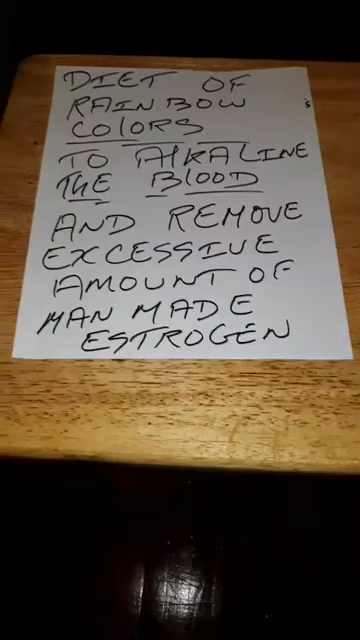 DIET OF
RAINBOW
COLORS
TO ALKALINE
THE BLOOD
AND REMOVE
EXCESSIVE
AMOUNT OF
MAN MADE
ESTROGEN